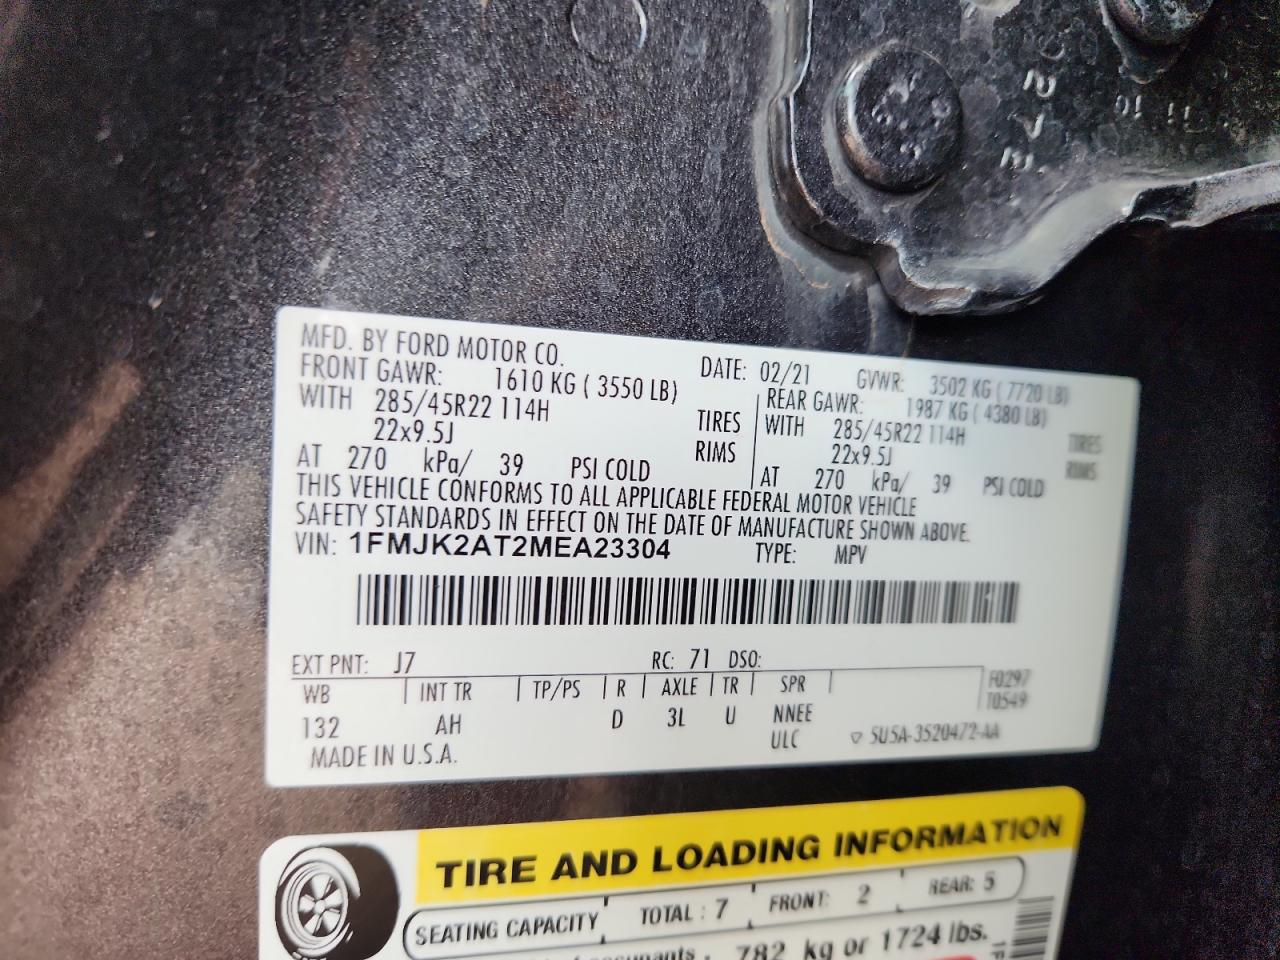 MFD. BY FORD MOTOR CO. DATE: 02/21 GVWR: 3502 KG ( 7720 LB)
FRONT GAWR: 1610 KG ( 3550 LB) REAR GAWR: 1987 KG ( 4380 LB)
WITH 285/45R22 114H TIRES WITH 285/45R22 114H TIRES
22x9.5J RIMS 22x9.5J RIMS
AT 270 kPa/ 39 PSI COLD AT 270 kPa/ 39 PSI COLD
THIS VEHICLE CONFORMS TO ALL APPLICABLE FEDERAL MOTOR VEHICLE
SAFETY STANDARDS IN EFFECT ON THE DATE OF MANUFACTURE SHOWN ABOVE.
VIN: 1FMJK2AT2MEA23304 TYPE: MPV
EXT PNT: J7 RC: 71 DSO:
WB INT TR TP/PS R AXLE TR SPR F0297
T0549
132 AH D 3L U NNEE
ULC ▽ 5U5A-3520472-AA
MADE IN U.S.A.
TIRE AND LOADING INFORMATION
SEATING CAPACITY TOTAL : 7 FRONT: 2 REAR: 5
782 kg or 1724 lbs.